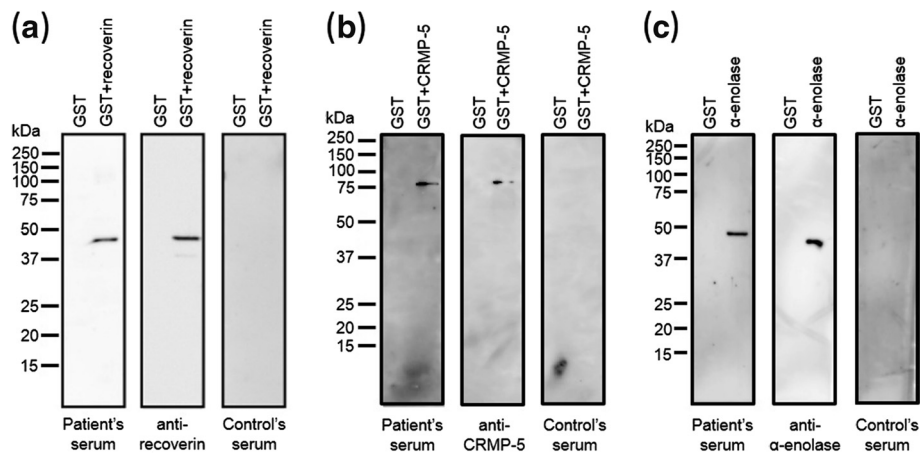 (a)
GST
GST+recoverin
GST
GST+recoverin
GST
GST+recoverin
kDa
250
150
100
75
50
37
25
20
15
Patient's
serum
anti-
recoverin
Control's
serum
(b)
GST
GST+CRMP-5
GST
GST+CRMP-5
GST
GST+CRMP-5
kDa
250
150
100
75
50
37
25
20
15
Patient's
serum
anti-
CRMP-5
Control's
serum
(c)
GST
α-enolase
GST
α-enolase
GST
α-enolase
kDa
250
150
100
75
50
37
25
20
15
Patient's
serum
anti-
α-enolase
Control's
serum